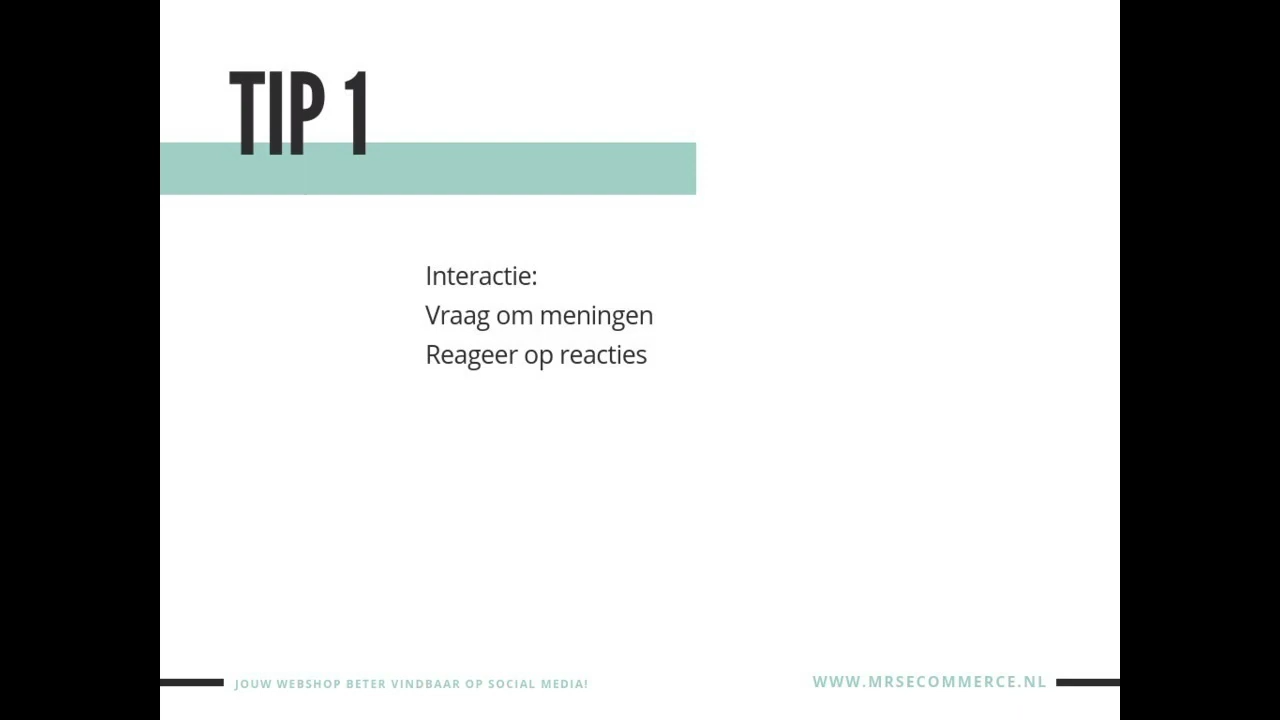 TIP 1
Interactie:
Vraag om meningen
Reageer op reacties
JOUW WEBSHOP BETER VINDBAAR OP SOCIAL MEDIA!
WWW.MRSECOMMERCE.NL